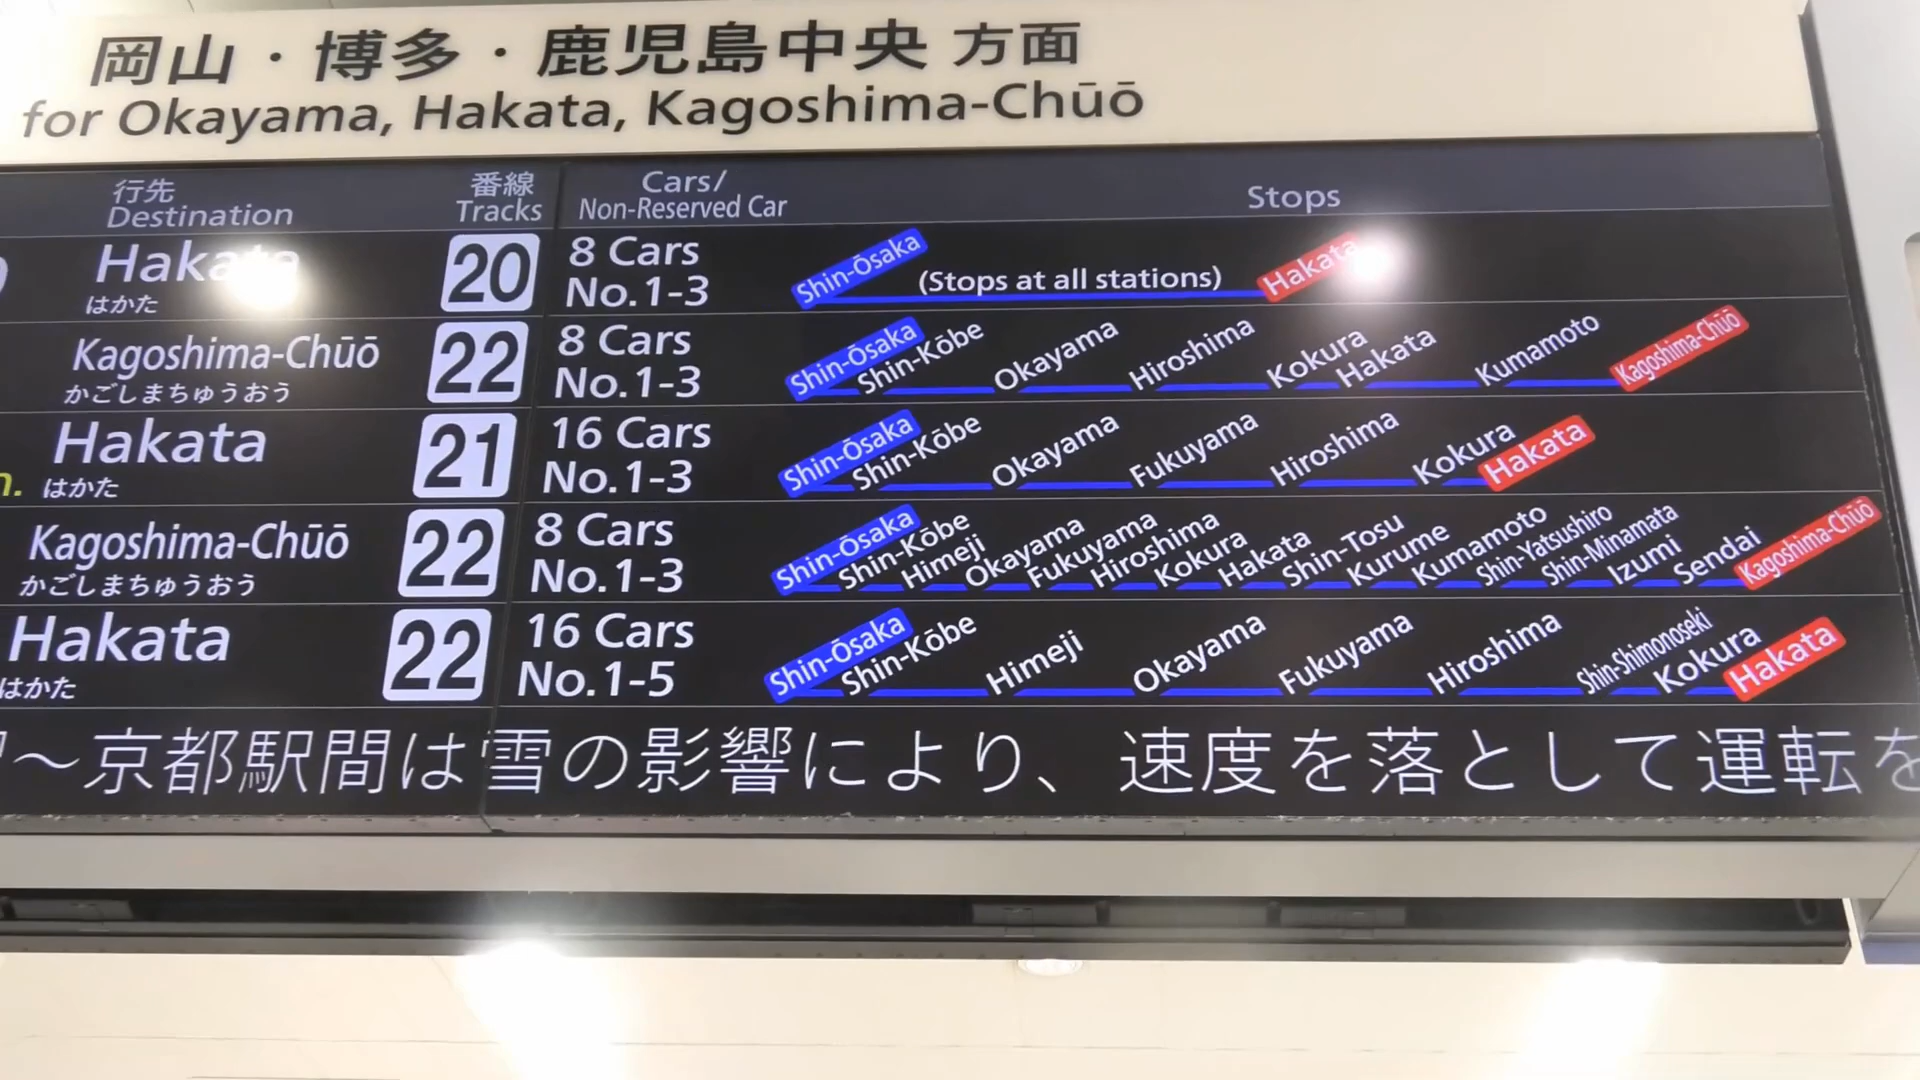 岡山・博多・鹿児島中央 方面
for Okayama, Hakata, Kagoshima-Chūō
行先 番線 Cars/
Destination Tracks Non-Reserved Car Stops
Hakata 20 8 Cars Shin-Ōsaka (Stops at all stations) Hakata
はかた No.1-3
Kagoshima-Chūō 22 8 Cars Shin-Ōsaka Shin-Kōbe Okayama Hiroshima Kokura Hakata Kumamoto Kagoshima-Chūō
かごしまちゅうおう No.1-3
Hakata 21 16 Cars Shin-Ōsaka Shin-Kōbe Okayama Fukuyama Hiroshima Kokura Hakata
はかた No.1-3
Kagoshima-Chūō 22 8 Cars Shin-Ōsaka Shin-Kōbe Himeji Okayama Fukuyama Hiroshima Kokura Hakata Shin-Tosu Kurume Kumamoto Shin-Yatsushiro Shin-Minamata Izumi Sendai Kagoshima-Chūō
かごしまちゅうおう No.1-3
Hakata 22 16 Cars Shin-Ōsaka Shin-Kōbe Himeji Okayama Fukuyama Hiroshima Shin-Shimonoseki Kokura Hakata
はかた No.1-5
～京都駅間は雪の影響により、速度を落として運転を